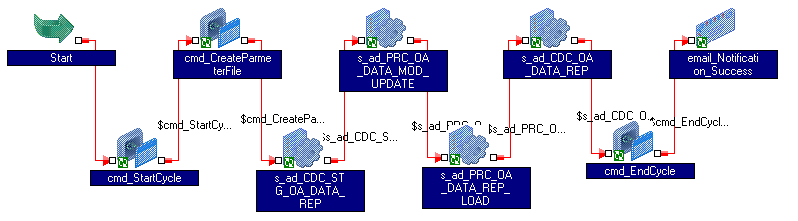 Start
cmd_CreateParme
terFile
s_ad_PRC_OA
_DATA_MOD_
UPDATE
s_ad_CDC_OA
_DATA_REP
email_Notificati
on_Success
$cmd_StartCy...
$cmd_CreatePa...
$s_ad_CDC_S...
$s_ad_PRC_O...
$s_ad_PRC_O...
$s_ad_CDC_O...
$cmd_EndCycl...
cmd_StartCycle
s_ad_CDC_ST
G_OA_DATA_
REP
s_ad_PRC_OA
_DATA_REP_
LOAD
cmd_EndCycle